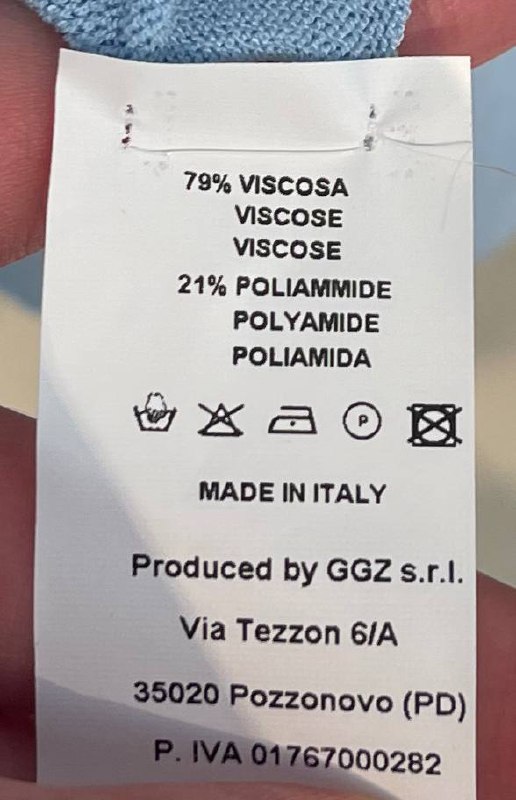 79% VISCOSA
VISCOSE
VISCOSE
21% POLIAMMIDE
POLYAMIDE
POLIAMIDA
P
MADE IN ITALY
Produced by GGZ s.r.l.
Via Tezzon 6/A
35020 Pozzonovo (PD)
P. IVA 01767000282